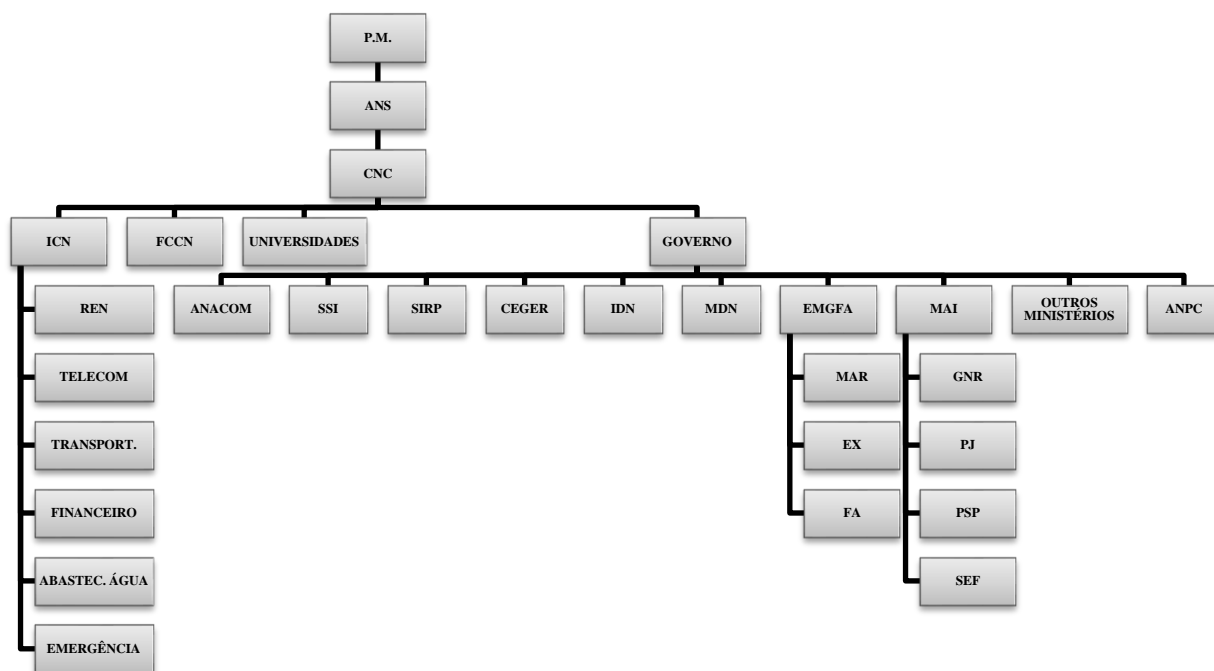 P.M.
ANS
CNC
ICN
FCCN
UNIVERSIDADES
GOVERNO
REN
ANACOM
SSI
SIRP
CEGER
IDN
MDN
EMGFA
MAI
OUTROS
MINISTÉRIOS
ANPC
TELECOM
MAR
GNR
TRANSPORT.
EX
PJ
FINANCEIRO
FA
PSP
ABASTEC. ÁGUA
SEF
EMERGÊNCIA